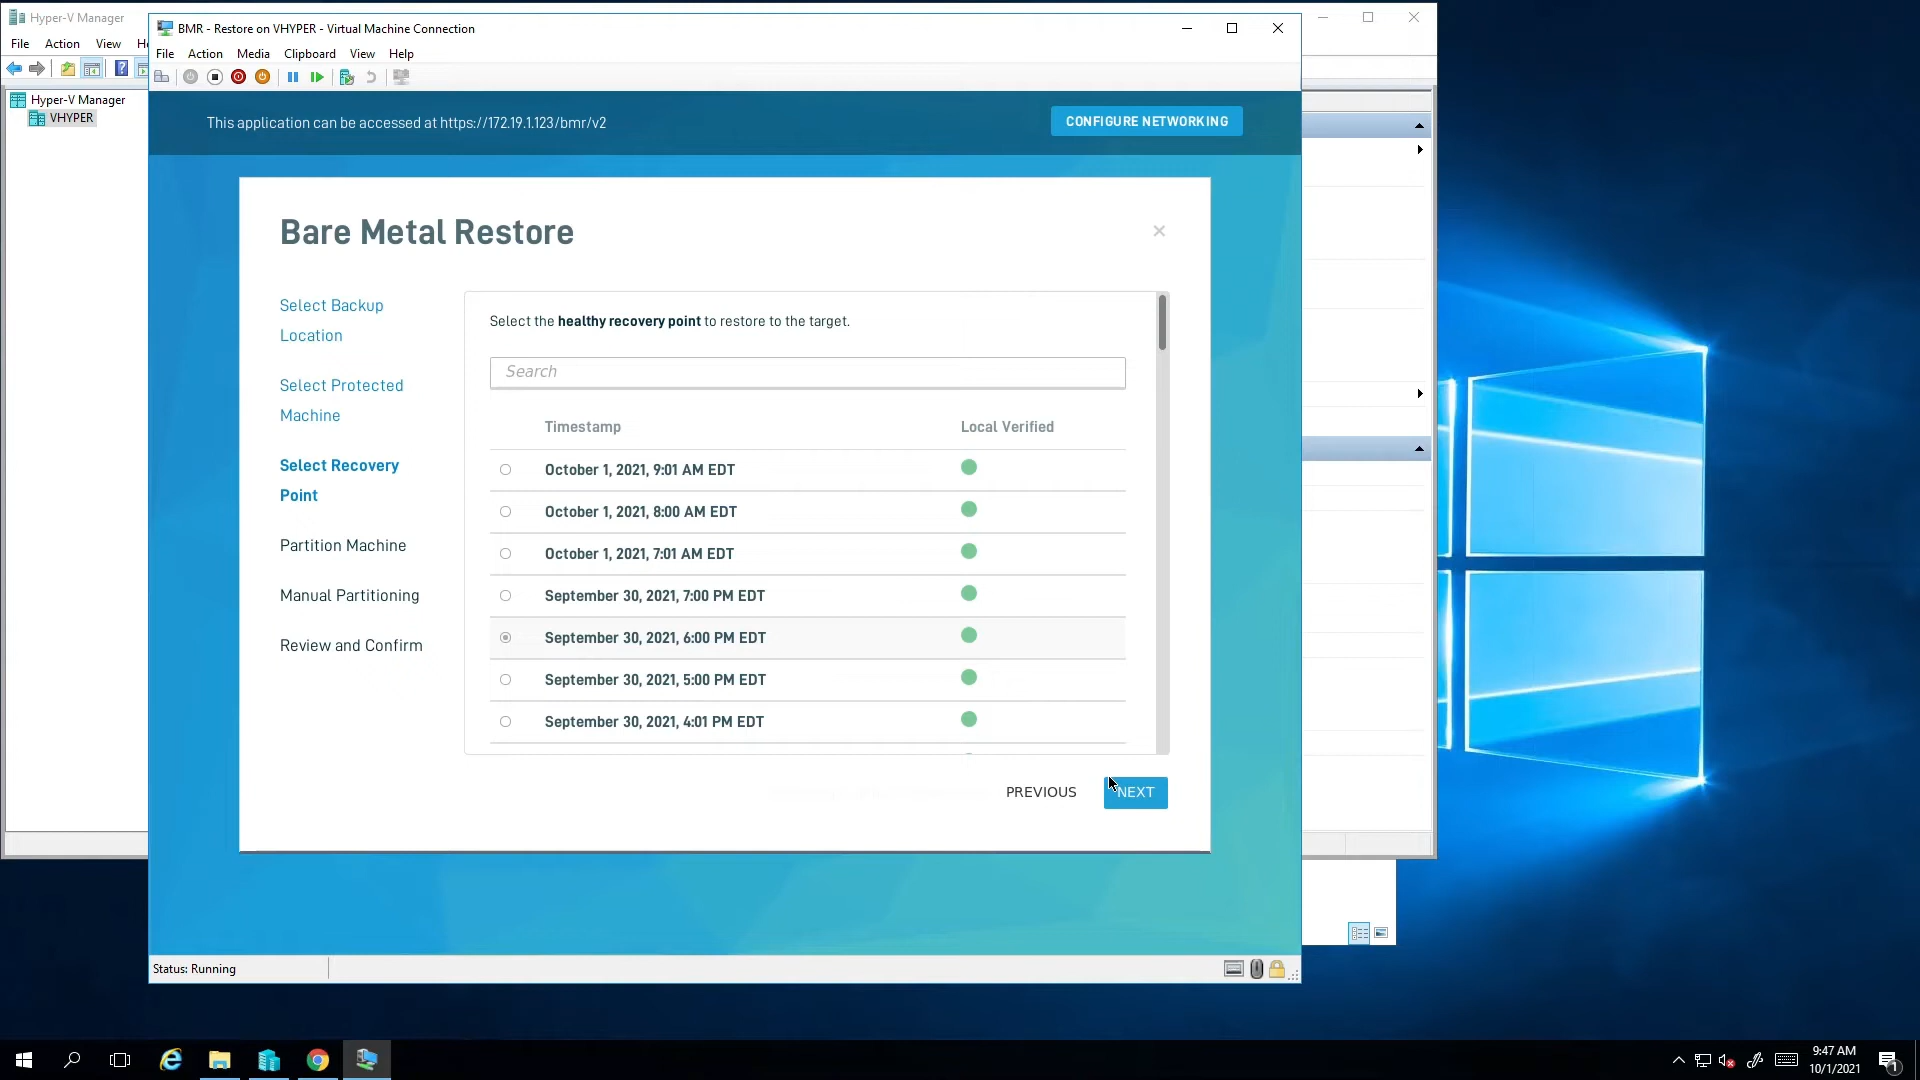 Hyper-V Manager
File Action View H
Hyper-V Manager
VHYPER
BMR - Restore on VHYPER - Virtual Machine Connection
File Action Media Clipboard View Help
This application can be accessed at https://172.19.1.123/bmr/v2
CONFIGURE NETWORKING
Bare Metal Restore
Select Backup
Location
Select Protected
Machine
Select Recovery
Point
Partition Machine
Manual Partitioning
Review and Confirm
Select the healthy recovery point to restore to the target.
Search
Timestamp Local Verified
October 1, 2021, 9:01 AM EDT
October 1, 2021, 8:00 AM EDT
October 1, 2021, 7:01 AM EDT
September 30, 2021, 7:00 PM EDT
September 30, 2021, 6:00 PM EDT
September 30, 2021, 5:00 PM EDT
September 30, 2021, 4:01 PM EDT
PREVIOUS NEXT
Status: Running
9:47 AM
10/1/2021
1